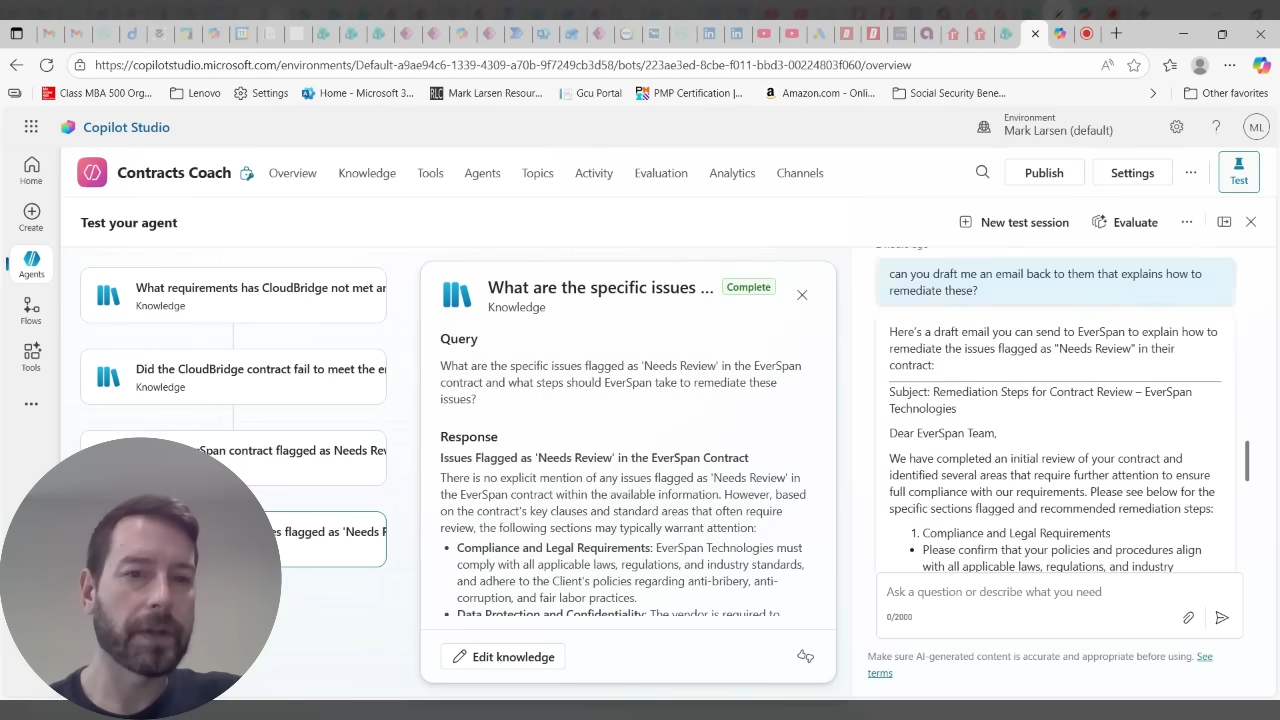 https://copilotstudio.microsoft.com/environments/Default-a9ae94c6-1339-4309-a70b-9f7249cb3d58/bots/223ae3ed-8cbe-f011-bbd3-00224803f060/overview
Class MBA 500 Org... Lenovo Settings Home - Microsoft 3... Mark Larsen Resour... Gcu Portal PMP Certification |... Amazon.com - Onli... Social Security Bene... Other favorites
Copilot Studio
Environment
Mark Larsen (default)
ML
Home
Create
Agents
Flows
Tools
Contracts Coach
Overview Knowledge Tools Agents Topics Activity Evaluation Analytics Channels
Publish Settings ... Test
Test your agent
New test session Evaluate ...
What requirements has CloudBridge not met ar
Knowledge
Did the CloudBridge contract fail to meet the e
Knowledge
Span contract flagged as Needs Rev
es flagged as 'Needs R
What are the specific issues ... Complete
Knowledge
Query
What are the specific issues flagged as 'Needs Review' in the EverSpan
contract and what steps should EverSpan take to remediate these
issues?
Response
Issues Flagged as 'Needs Review' in the EverSpan Contract
There is no explicit mention of any issues flagged as 'Needs Review' in
the EverSpan contract within the available information. However, based
on the contract's key clauses and standard areas that often require
review, the following sections may typically warrant attention:
• Compliance and Legal Requirements: EverSpan Technologies must
comply with all applicable laws, regulations, and industry standards,
and adhere to the Client's policies regarding anti-bribery, anti-
corruption, and fair labor practices.
• Data Protection and Confidentiality: The vendor is required to
Edit knowledge
can you draft me an email back to them that explains how to
remediate these?
Here's a draft email you can send to EverSpan to explain how to
remediate the issues flagged as "Needs Review" in their
contract:
Subject: Remediation Steps for Contract Review – EverSpan
Technologies
Dear EverSpan Team,
We have completed an initial review of your contract and
identified several areas that require further attention to ensure
full compliance with our requirements. Please see below for the
specific sections flagged and recommended remediation steps:
1. Compliance and Legal Requirements
• Please confirm that your policies and procedures align
with all applicable laws, regulations, and industry
Ask a question or describe what you need
0/2000
Make sure AI-generated content is accurate and appropriate before using. See
terms